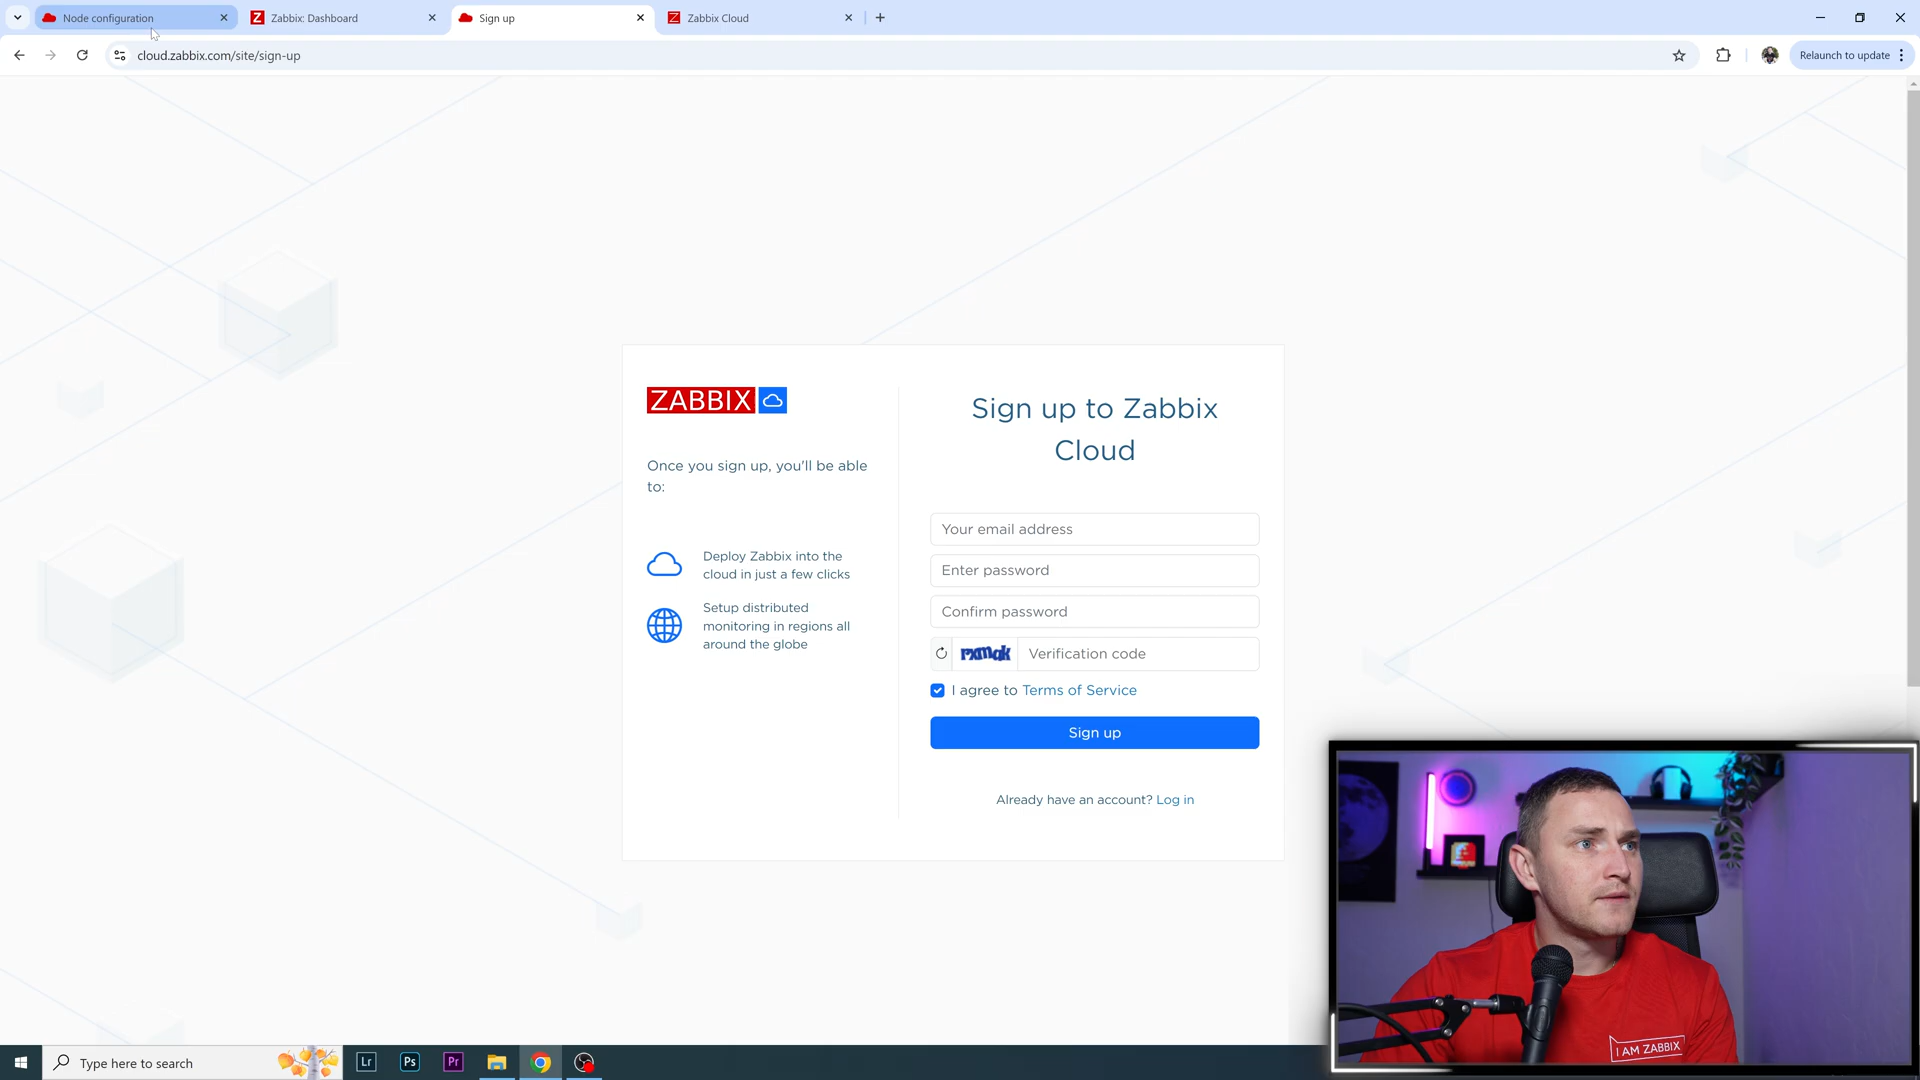 Node configuration
Zabbix: Dashboard
Sign up
Zabbix Cloud
cloud.zabbix.com/site/sign-up
Relaunch to update
ZABBIX
Once you sign up, you'll be able
to:
Deploy Zabbix into the
cloud in just a few clicks
Setup distributed
monitoring in regions all
around the globe
Sign up to Zabbix
Cloud
Your email address
Enter password
Confirm password
rxmqk
Verification code
I agree to Terms of Service
Sign up
Already have an account? Log in
I AM ZABBIX
Type here to search
Lr
Ps
Pr